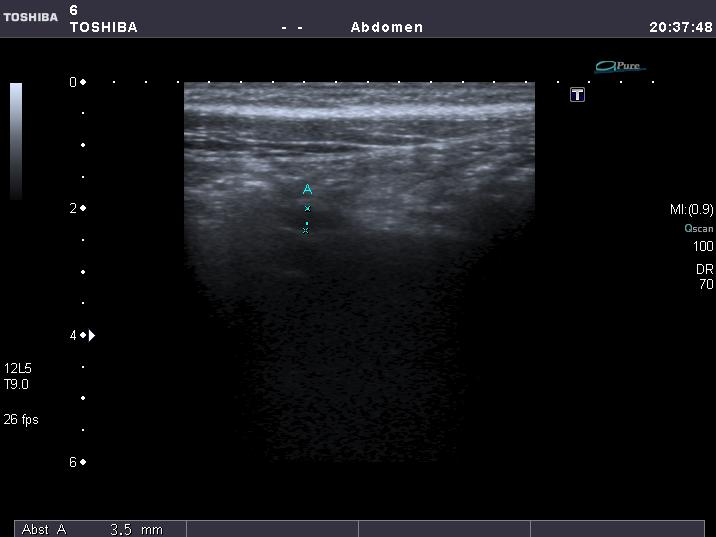 TOSHIBA
6
TOSHIBA - - Abdomen 20:37:48
aPure
T
0
2
4
6
A
MI:(0.9)
Qscan
100
DR
70
12L5
T9.0
26 fps
Abst A 3.5 mm